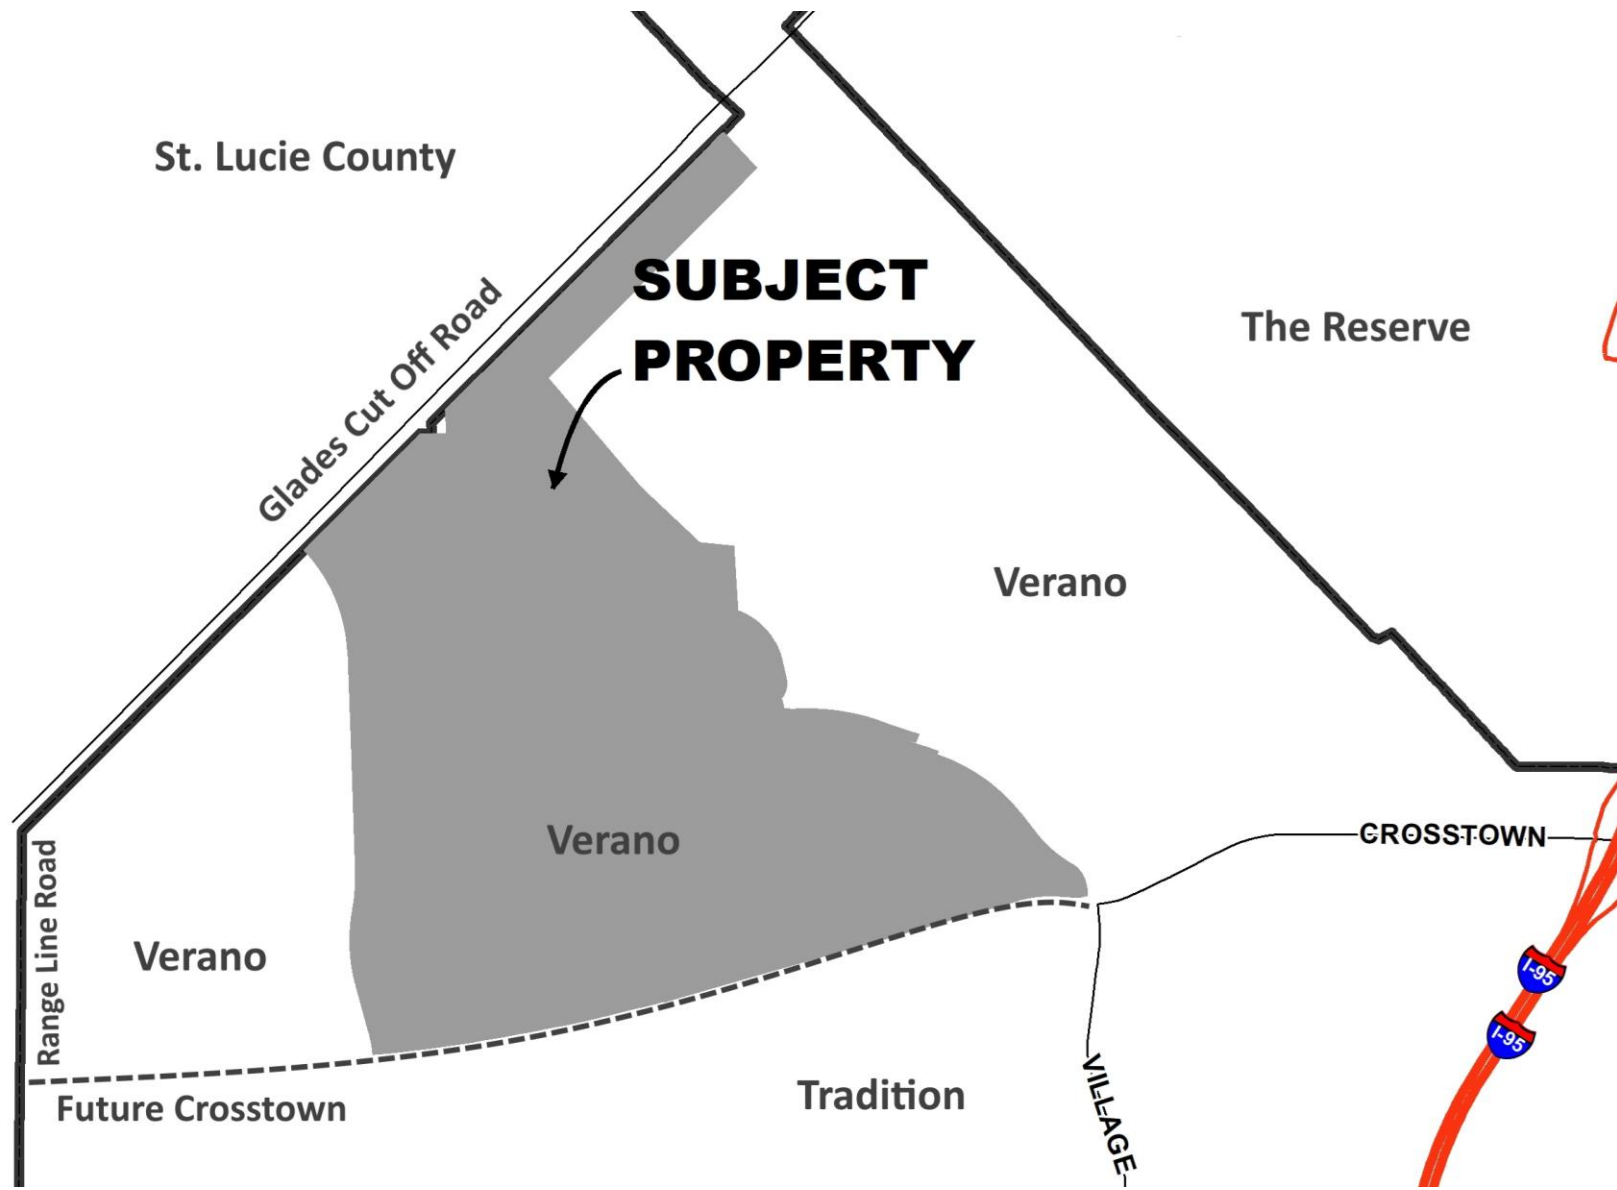 St. Lucie County
SUBJECT
PROPERTY
The Reserve
Glades Cut Off Road
Verano
Verano
CROSSTOWN
Range Line Road
Verano
I-95
I-95
Future Crosstown
Tradition
VILLAGE